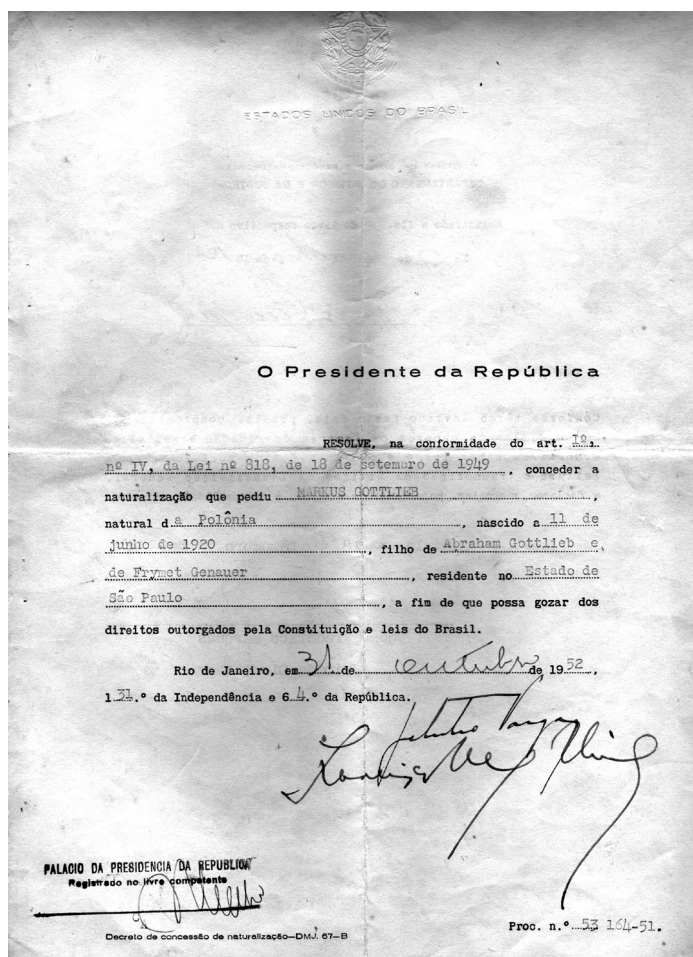 ESTADOS UNIDOS DO BRASIL
O Presidente da República
RESOLVE, na conformidade do art. 1º,
nº IV, da Lei nº 818, de 18 de setembro de 1949, conceder a
naturalização que pediu MARKUS GOTTLIEB,
natural da Polônia, nascido a 11 de
junho de 1920, filho de Abraham Gottlieb e
de Frymet Genauer, residente no Estado de
São Paulo, a fim de que possa gozar dos
direitos outorgados pela Constituição e leis do Brasil.
Rio de Janeiro, em 31 de outubro de 1952,
131.º da Independência e 64.º da República.
Getulio Vargas
PALACIO DA PRESIDENCIA DA REPUBLICA
Registrado no livro competente
Decreto de concessão de naturalização—DMJ. 67—B
Proc. n.º 53 164-51.